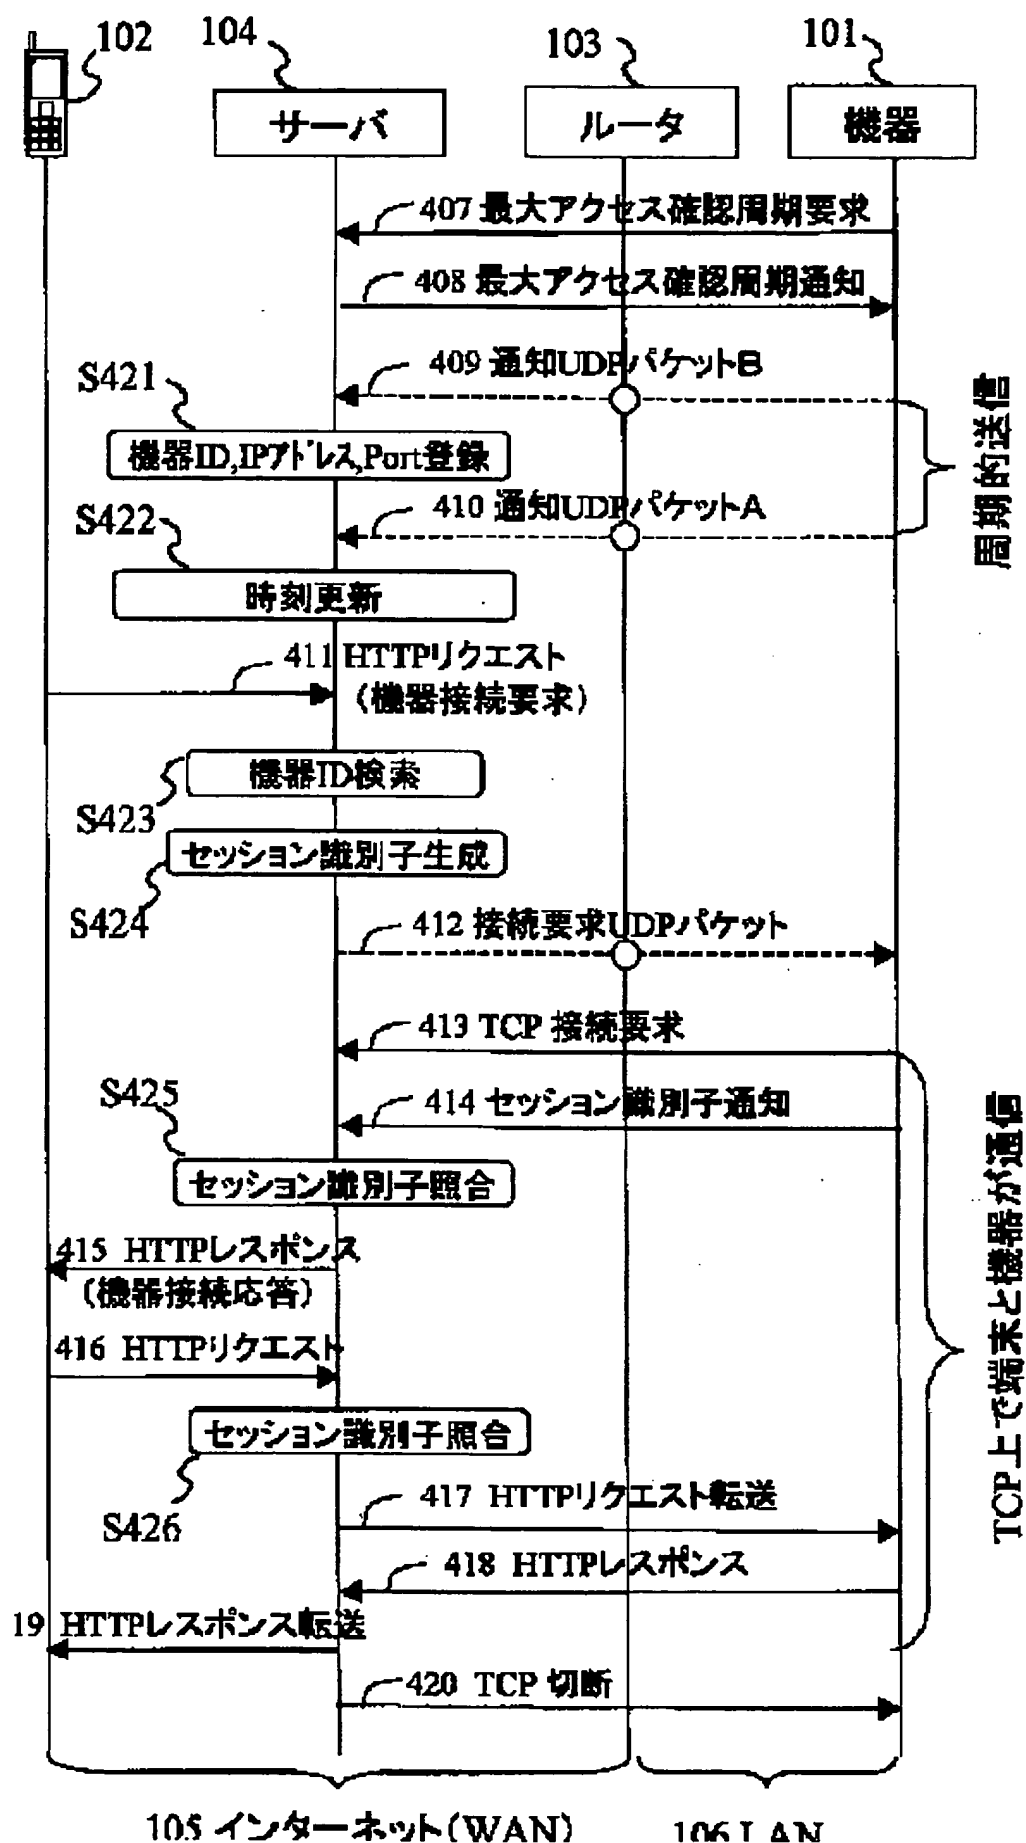 102
104
103
101
サーバ
ルータ
機器
407 最大アクセス確認周期要求
408 最大アクセス確認周期通知
409 通知UDPパケットB
S421
機器ID,IPアドレス,Port登録
410 通知UDPパケットA
周期的送信
S422
時刻更新
411 HTTPリクエスト
(機器接続要求)
機器ID検索
S423
セッション識別子生成
S424
412 接続要求UDPパケット
413 TCP 接続要求
414 セッション識別子通知
S425
セッション識別子照合
415 HTTPレスポンス
(機器接続応答)
416 HTTPリクエスト
セッション識別子照合
S426
417 HTTPリクエスト転送
418 HTTPレスポンス
19 HTTPレスポンス転送
TCP上で端末と機器が通信
420 TCP 切断
105 インターネット(WAN)
106 LAN